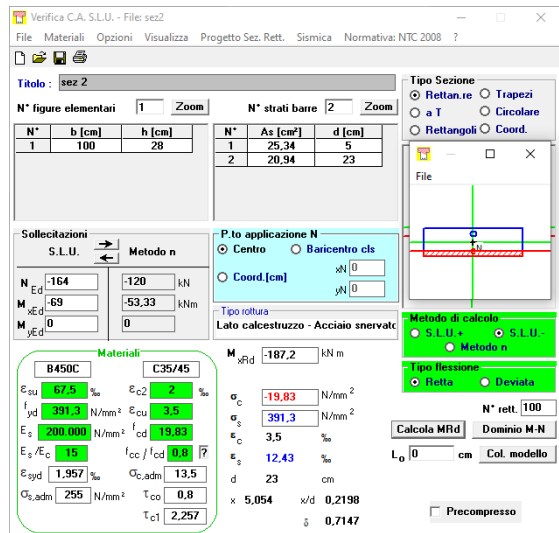 Verifica C.A. S.L.U. - File: sez2
File Materiali Opzioni Visualizza Progetto Sez. Rett. Sismica Normativa: NTC 2008 ?
Titolo : sez 2
N° figure elementari 1 Zoom
N° strati barre 2 Zoom
N° b [cm] h [cm]
1 100 28
N° As [cm²] d [cm]
1 25,34 5
2 20,94 23
Tipo Sezione
Rettan.re Trapezi
a T Circolare
Rettangoli Coord.
File
N
Sollecitazioni
S.L.U. Metodo n
N Ed -164 -120 kN
M xEd -69 -53,33 kNm
M yEd 0 0
P.to applicazione N
Centro Baricentro cls
Coord.[cm] xN 0
yN 0
Tipo rottura
Lato calcestruzzo - Acciaio snervato
Metodo di calcolo
S.L.U.+ S.L.U.-
Metodo n
Tipo flessione
Retta Deviata
Materiali
B450C C35/45
εsu 67,5 ‰ εc2 2 ‰
fyd 391,3 N/mm² εcu 3,5
Es 200.000 N/mm² fcd 19,83
Es/Ec 15 fcc / fcd 0,8 ?
εsyd 1,957 ‰ σc,adm 13,5
σs,adm 255 N/mm² τco 0,8
τc1 2,257
M xRd -187,2 kN m
σc -19,83 N/mm²
σs 391,3 N/mm²
εc 3,5 ‰
εs 12,43 ‰
d 23 cm
x 5,054 x/d 0,2198
δ 0,7147
N° rett. 100
Calcola MRd Dominio M-N
Lo 0 cm Col. modello
Precompresso